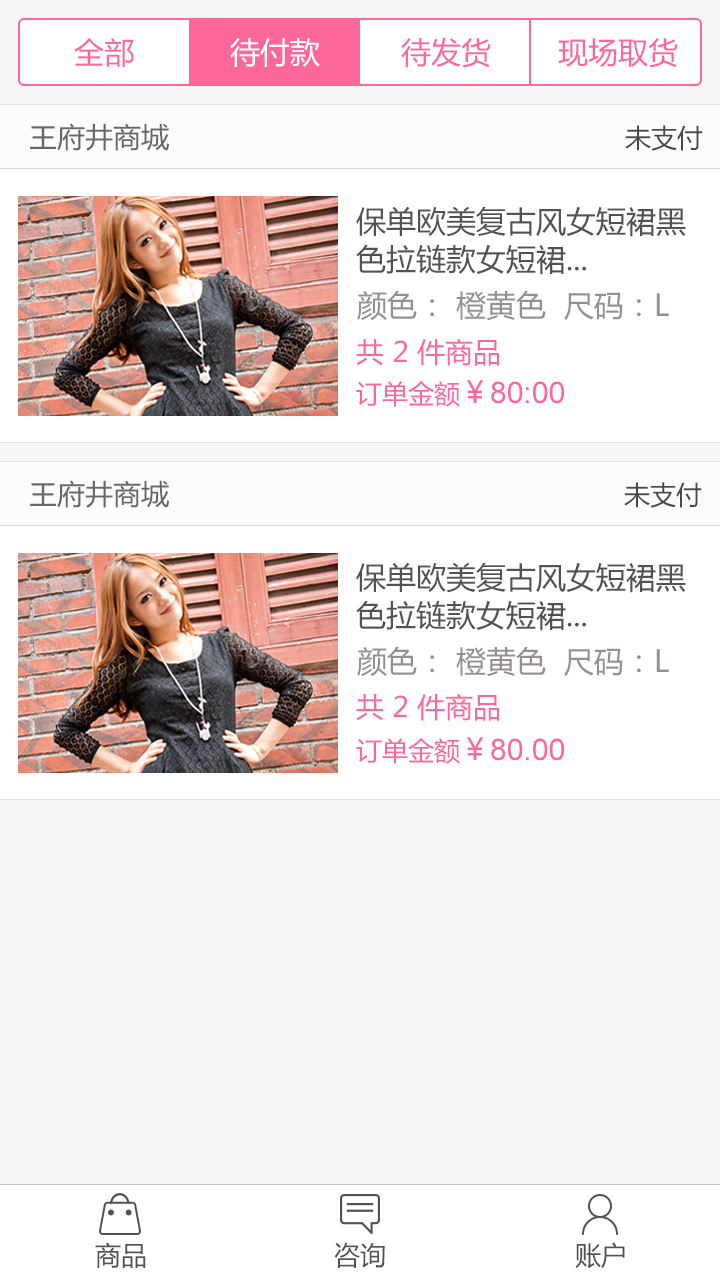 全部 待付款 待发货 现场取货
王府井商城 未支付
保单欧美复古风女短裙黑
色拉链款女短裙...
颜色 : 橙黄色 尺码 : L
共 2 件商品
订单金额 ¥ 80:00
王府井商城 未支付
保单欧美复古风女短裙黑
色拉链款女短裙...
颜色 : 橙黄色 尺码 : L
共 2 件商品
订单金额 ¥ 80.00
商品 咨询 账户